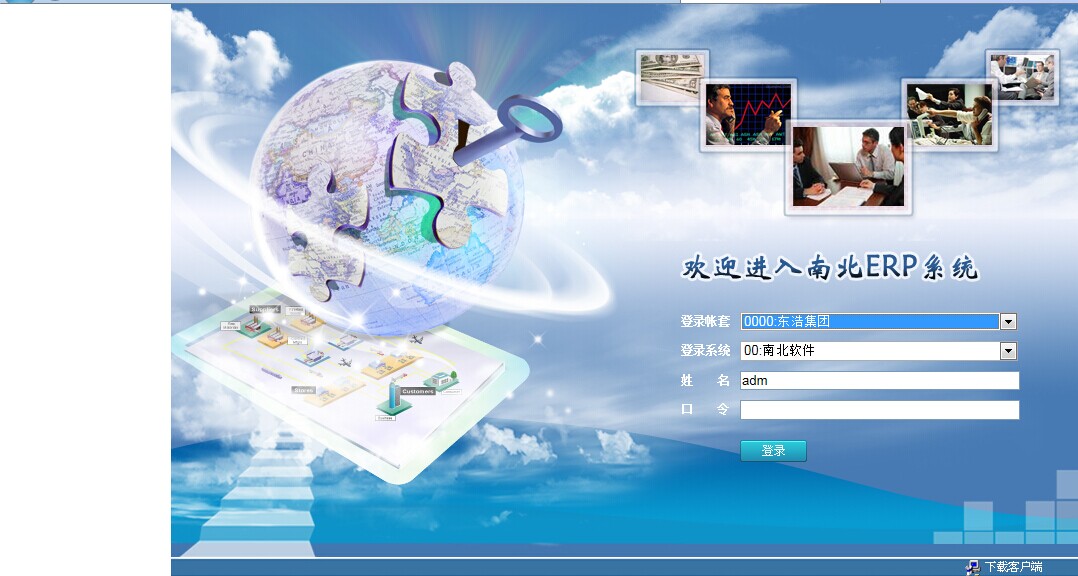 欢迎进入南北ERP系统
登录帐套 0000:东浩集团
登录系统 00:南北软件
姓 名 adm
口 令
登录
下载客户端
Suppliers
Stores
Customers
CHINA